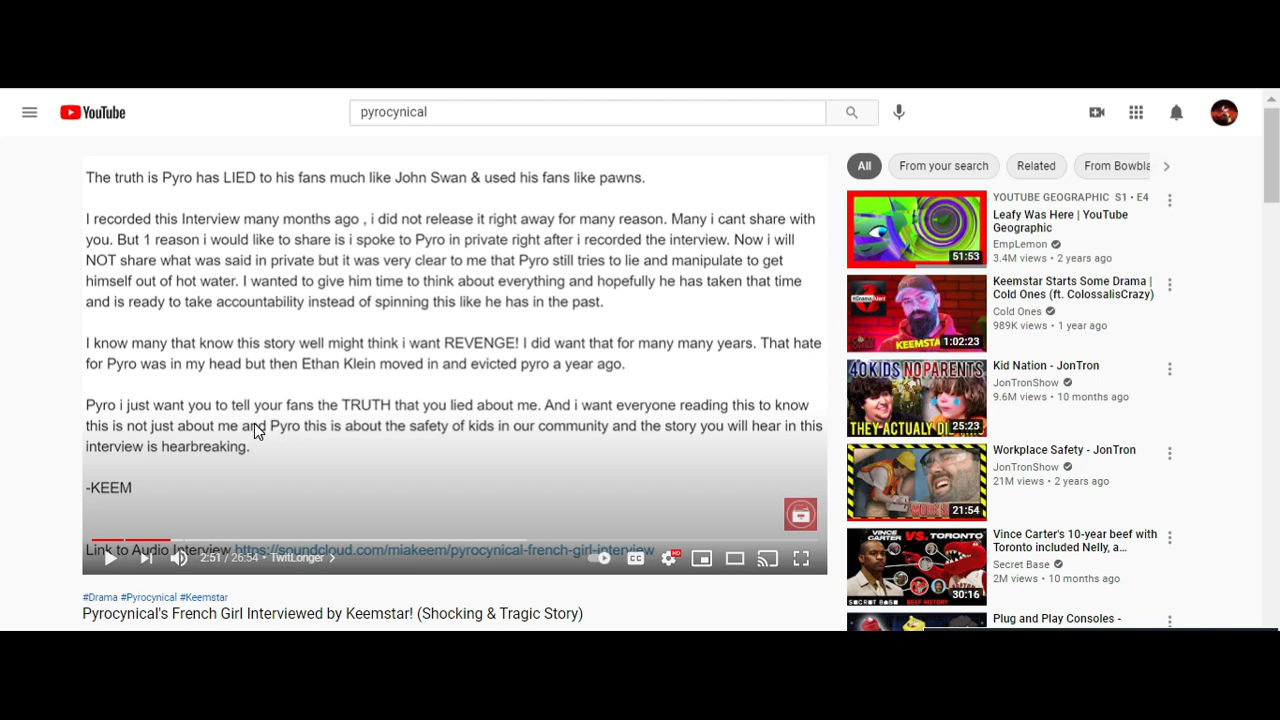 YouTube
pyrocynical
The truth is Pyro has LIED to his fans much like John Swan & used his fans like pawns.
I recorded this Interview many months ago , i did not release it right away for many reason. Many i cant share with
you. But 1 reason i would like to share is i spoke to Pyro in private right after i recorded the interview. Now i will
NOT share what was said in private but it was very clear to me that Pyro still tries to lie and manipulate to get
himself out of hot water. I wanted to give him time to think about everything and hopefully he has taken that time
and is ready to take accountability instead of spinning this like he has in the past.
I know many that know this story well might think i want REVENGE! I did want that for many many years. That hate
for Pyro was in my head but then Ethan Klein moved in and evicted pyro a year ago.
Pyro i just want you to tell your fans the TRUTH that you lied about me. And i want everyone reading this to know
this is not just about me and Pyro this is about the safety of kids in our community and the story you will hear in this
interview is hearbreaking.
-KEEM
Link to Audio Interview https://soundcloud.com/miakeem/pyrocynical-french-girl-interview
2:51 / 26:54 • TwitLonger
CC
HD
#Drama #Pyrocynical #Keemstar
Pyrocynical's French Girl Interviewed by Keemstar! (Shocking & Tragic Story)
All
From your search
Related
From Bowbla
51:53
YOUTUBE GEOGRAPHIC S1 • E4
Leafy Was Here | YouTube
Geographic
EmpLemon
3.4M views • 2 years ago
KEEMSTA
1:02:23
Keemstar Starts Some Drama |
Cold Ones (ft. ColossalisCrazy)
Cold Ones
989K views • 1 year ago
40 KIDS NO PARENTS
THEY ACTUALY DI
25:23
Kid Nation - JonTron
JonTronShow
9.6M views • 10 months ago
21:54
Workplace Safety - JonTron
JonTronShow
21M views • 2 years ago
VINCE CARTER VS. TORONTO
SECRET BASE
BEEF HISTORY
30:16
Vince Carter's 10-year beef with
Toronto included Nelly, a...
Secret Base
2M views • 10 months ago
Plug and Play Consoles -